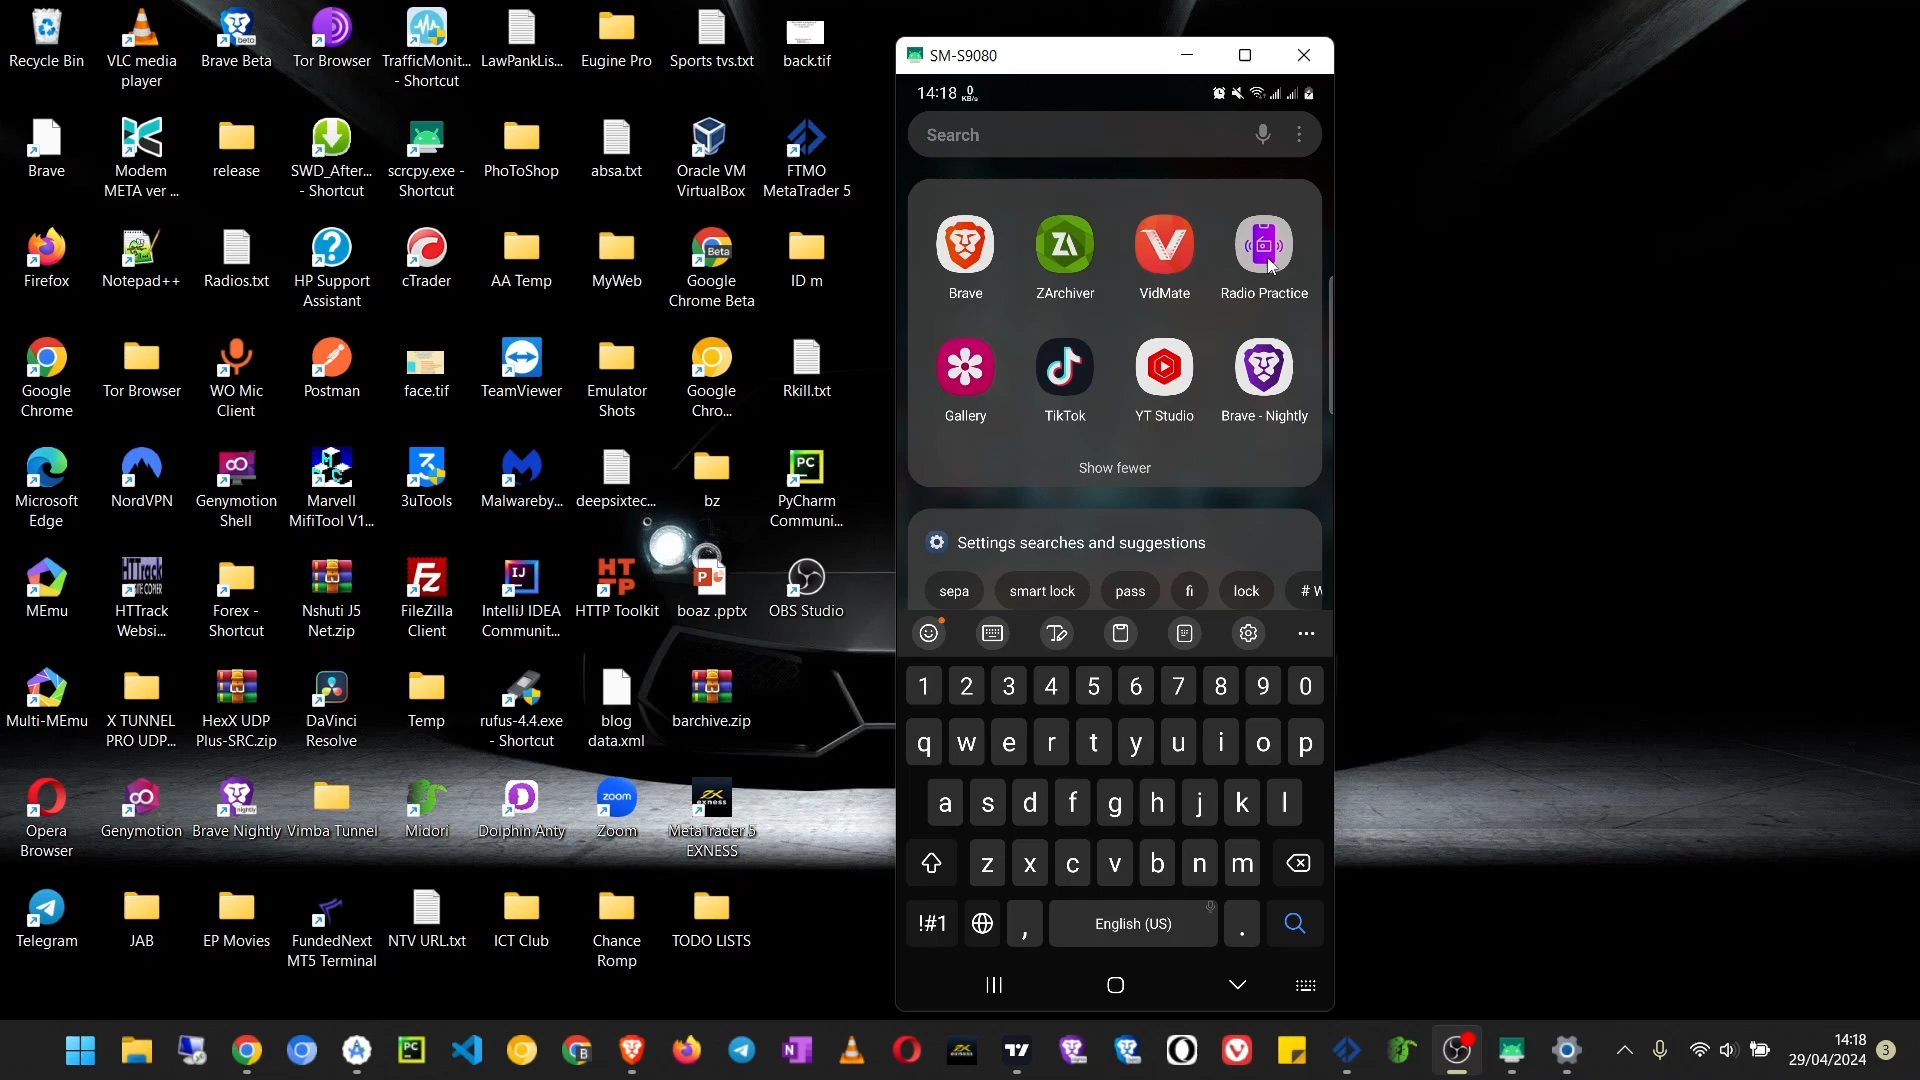 Recycle Bin
VLC media
player
Brave Beta
Tor Browser
TrafficMonit...
- Shortcut
LawPankLis...
Eugine Pro
Sports tvs.txt
back.tif
Brave
Modem
META ver ...
release
SWD_After...
- Shortcut
scrcpy.exe -
Shortcut
PhoToShop
absa.txt
Oracle VM
VirtualBox
FTMO
MetaTrader 5
Firefox
Notepad++
Radios.txt
HP Support
Assistant
cTrader
AA Temp
MyWeb
Beta
Google
Chrome Beta
ID m
Google
Chrome
Tor Browser
WO Mic
Client
Postman
face.tif
TeamViewer
Emulator
Shots
Google
Chro...
Rkill.txt
Microsoft
Edge
NordVPN
Genymotion
Shell
Marvell
MifiTool V1...
3uTools
Malwareby...
deepsixtec...
bz
PyCharm
Communi...
MEmu
HTTrack
Websi...
Forex -
Shortcut
Nshuti J5
Net.zip
FileZilla
Client
IntelliJ IDEA
Communit...
HTTP Toolkit
boaz .pptx
OBS Studio
Multi-MEmu
X TUNNEL
PRO UDP...
HexX UDP
Plus-SRC.zip
DaVinci
Resolve
Temp
rufus-4.4.exe
- Shortcut
blog
data.xml
barchive.zip
Opera
Browser
Genymotion
Brave Nightly
Vimba Tunnel
Midori
Dolphin Anty
Zoom
MetaTrader 5
EXNESS
Telegram
JAB
EP Movies
FundedNext
MT5 Terminal
NTV URL.txt
ICT Club
Chance
Romp
TODO LISTS
SM-S9080
14:18 0 KB/s
Search
Brave
ZArchiver
VidMate
Radio Practice
Gallery
TikTok
YT Studio
Brave - Nightly
Show fewer
Settings searches and suggestions
sepa smart lock pass fi lock # W
1 2 3 4 5 6 7 8 9 0
q w e r t y u i o p
a s d f g h j k l
z x c v b n m
!#1 , English (US) .
14:18
29/04/2024
3